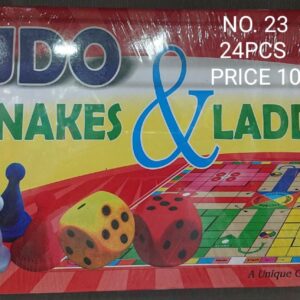 NO. 23
24PCS
PRICE 10
UDO
NAKES & LADD
A Unique